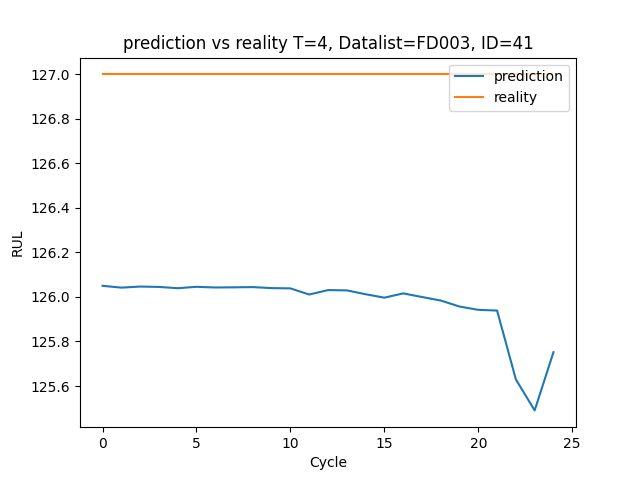 prediction vs reality T=4, Datalist=FD003, ID=41
127.0
126.8
126.6
126.4
126.2
126.0
125.8
125.6
RUL
prediction
reality
0 5 10 15 20 25
Cycle